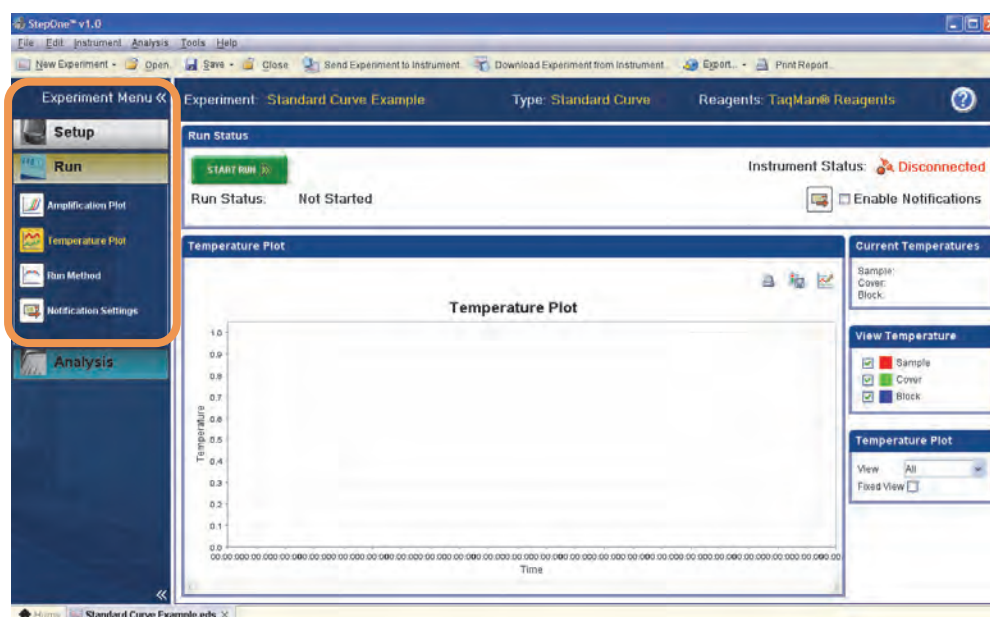 StepOne™ v1.0
File Edit Instrument Analysis Tools Help
New Experiment Open Save Close Send Experiment to Instrument... Download Experiment from Instrument... Export... Print Report...
Experiment Menu «
Experiment: Standard Curve Example Type: Standard Curve Reagents: TaqMan® Reagents ?
Setup
Run
Amplification Plot
Temperature Plot
Run Method
Notification Settings
Analysis
«
Run Status
START RUN
Instrument Status: Disconnected
Run Status: Not Started
Enable Notifications
Temperature Plot
Temperature Plot
1.0
0.9
0.8
0.7
0.6
0.5
0.4
0.3
0.2
0.1
0.0
Temperature
Time
Current Temperatures
Sample:
Cover:
Block:
View Temperature
Sample
Cover
Block
Temperature Plot
View All
Fixed View
Home Standard Curve Example.eds ×